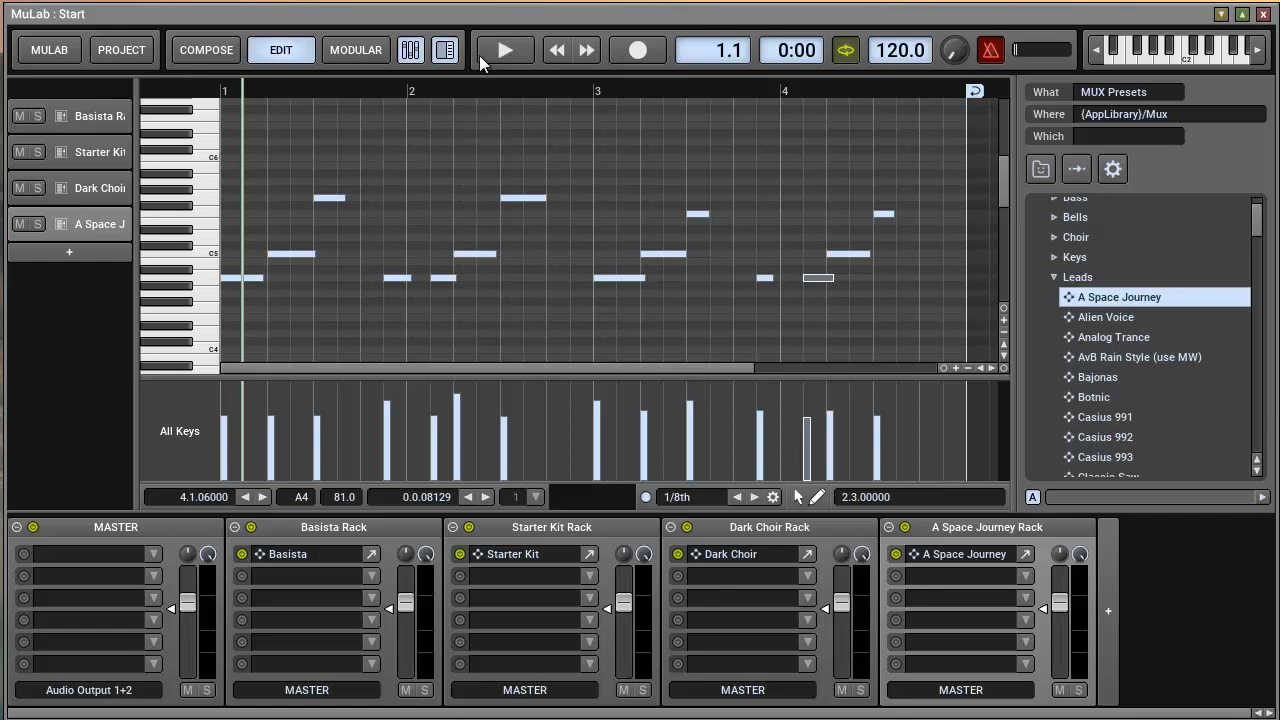 MuLab : Start
MULAB PROJECT COMPOSE EDIT MODULAR 1.1 0:00 120.0 C2
1 2 3 4
What MUX Presets
Where {AppLibrary}/Mux
Which
M S Basista Ra
M S Starter Kit
M S Dark Choir
M S A Space J
+
C6
C5
C4
Bass
Bells
Choir
Keys
Leads
A Space Journey
Alien Voice
Analog Trance
AvB Rain Style (use MW)
Bajonas
Botnic
Casius 991
Casius 992
Casius 993
Classic Saw
All Keys
4.1.06000 A4 81.0 0.0.08129 1 1/8th 2.3.00000 A
MASTER Basista Rack Starter Kit Rack Dark Choir Rack A Space Journey Rack
Basista Starter Kit Dark Choir A Space Journey
+
Audio Output 1+2 M S MASTER M S MASTER M S MASTER M S MASTER M S